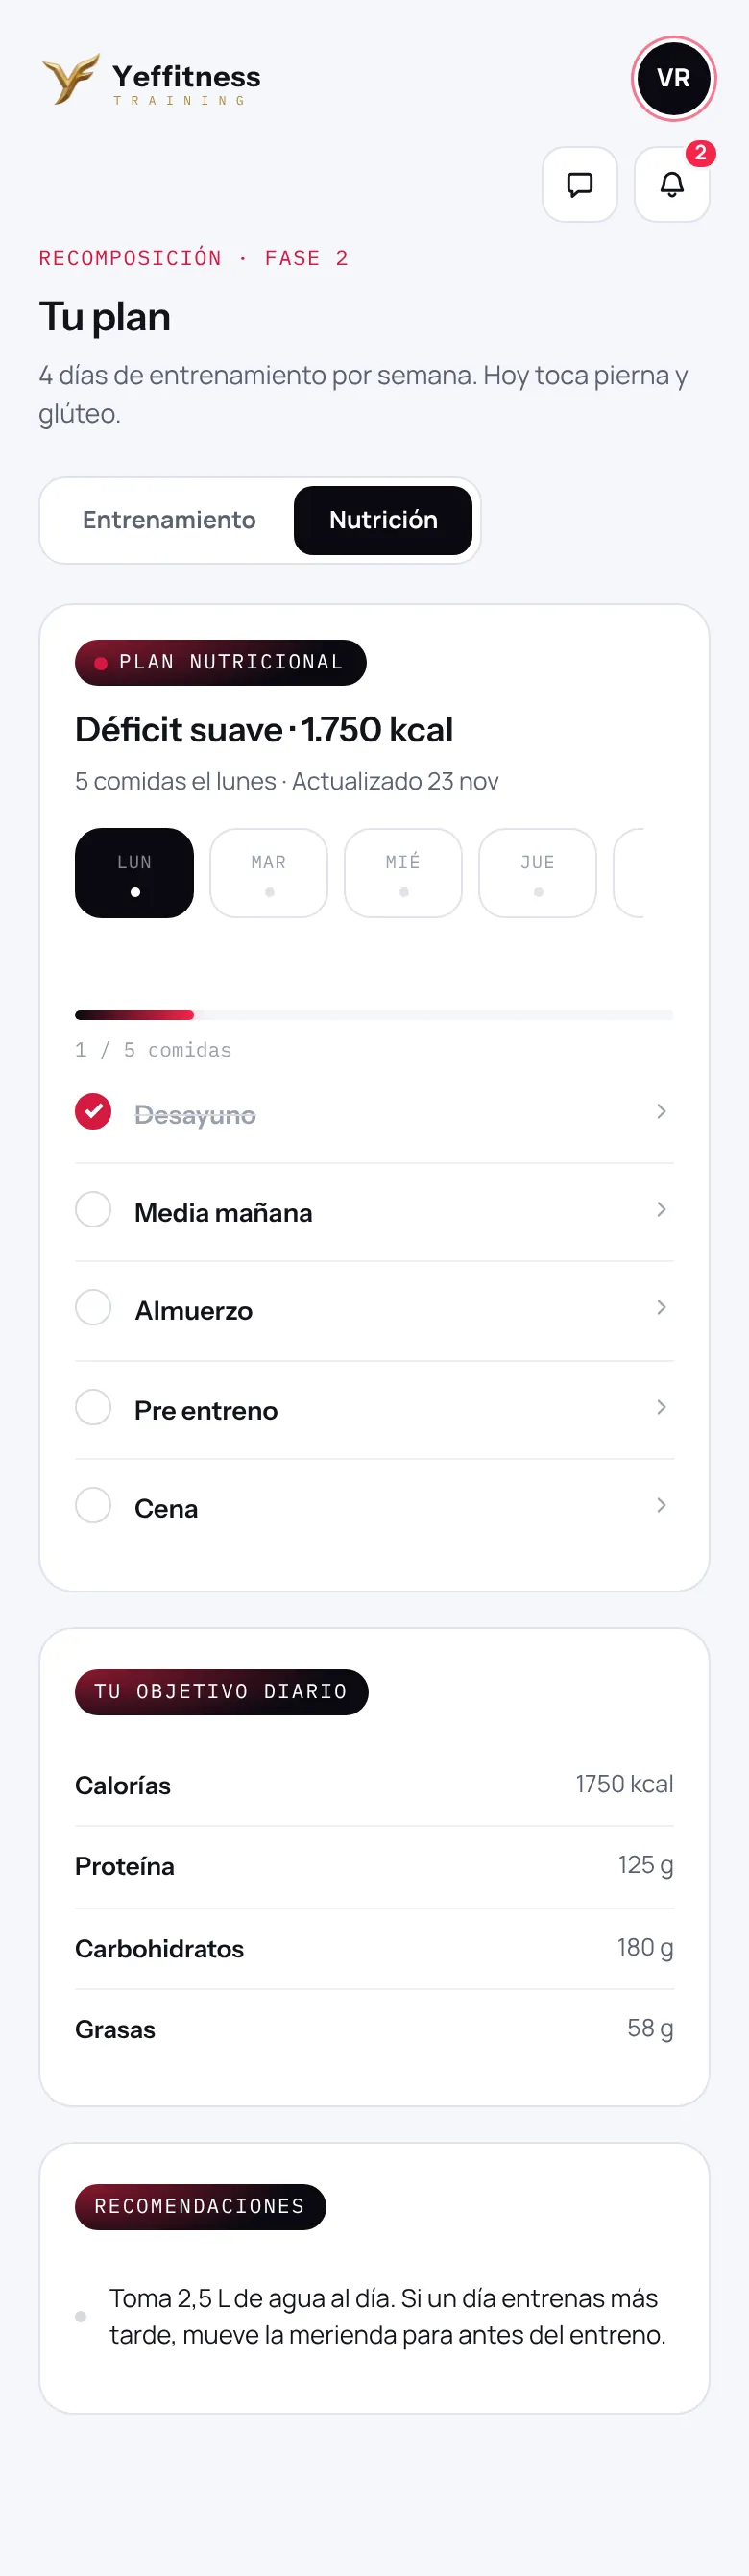 Yeffitness
TRAINING
VR
2
RECOMPOSICIÓN · FASE 2
Tu plan
4 días de entrenamiento por semana. Hoy toca pierna y
glúteo.
Entrenamiento
Nutrición
PLAN NUTRICIONAL
Déficit suave · 1.750 kcal
5 comidas el lunes · Actualizado 23 nov
LUN
MAR
MIÉ
JUE
1 / 5 comidas
Desayuno
Media mañana
Almuerzo
Pre entreno
Cena
TU OBJETIVO DIARIO
Calorías 1750 kcal
Proteína 125 g
Carbohidratos 180 g
Grasas 58 g
RECOMENDACIONES
Toma 2,5 L de agua al día. Si un día entrenas más
tarde, mueve la merienda para antes del entreno.